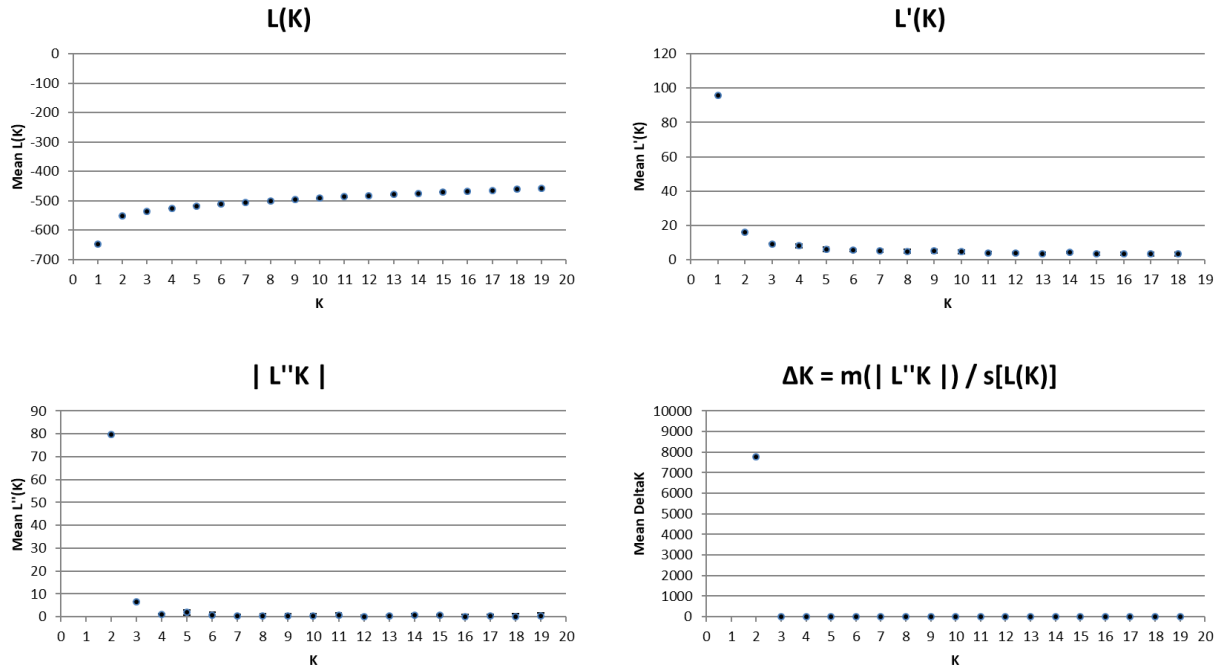 L(K)
0
-100
-200
-300
-400
-500
-600
-700
Mean L(K)
0 1 2 3 4 5 6 7 8 9 10 11 12 13 14 15 16 17 18 19 20
K
L'(K)
120
100
80
60
40
20
0
Mean L'(K)
0 1 2 3 4 5 6 7 8 9 10 11 12 13 14 15 16 17 18 19
K
| L''K |
90
80
70
60
50
40
30
20
10
0
Mean L''(K)
0 1 2 3 4 5 6 7 8 9 10 11 12 13 14 15 16 17 18 19 20
K
ΔK = m(| L''K |) / s[L(K)]
10000
9000
8000
7000
6000
5000
4000
3000
2000
1000
0
Mean DeltaK
0 1 2 3 4 5 6 7 8 9 10 11 12 13 14 15 16 17 18 19 20
K